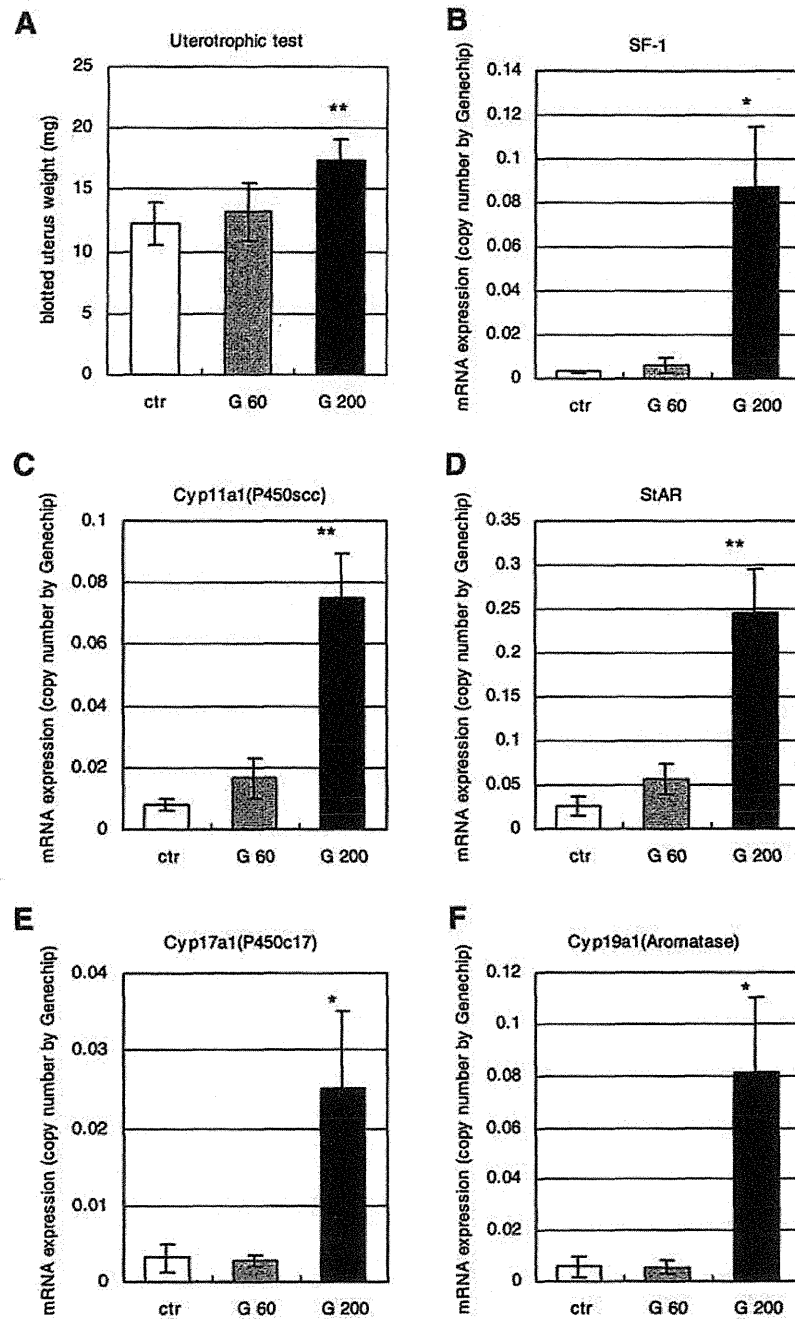 A
Uterotrophic test
blotted uterus weight (mg)
25
20
15
10
5
0
**
ctr
G 60
G 200
B
SF-1
mRNA expression (copy number by Genechip)
0.14
0.12
0.1
0.08
0.06
0.04
0.02
0
*
ctr
G 60
G 200
C
Cyp11a1(P450scc)
mRNA expression (copy number by Genechip)
0.1
0.08
0.06
0.04
0.02
0
**
ctr
G 60
G 200
D
StAR
mRNA expression (copy number by Genechip)
0.35
0.3
0.25
0.2
0.15
0.1
0.05
0
**
ctr
G 60
G 200
E
Cyp17a1(P450c17)
mRNA expression (copy number by Genechip)
0.04
0.03
0.02
0.01
0
*
ctr
G 60
G 200
F
Cyp19a1(Aromatase)
mRNA expression (copy number by Genechip)
0.12
0.1
0.08
0.06
0.04
0.02
0
*
ctr
G 60
G 200